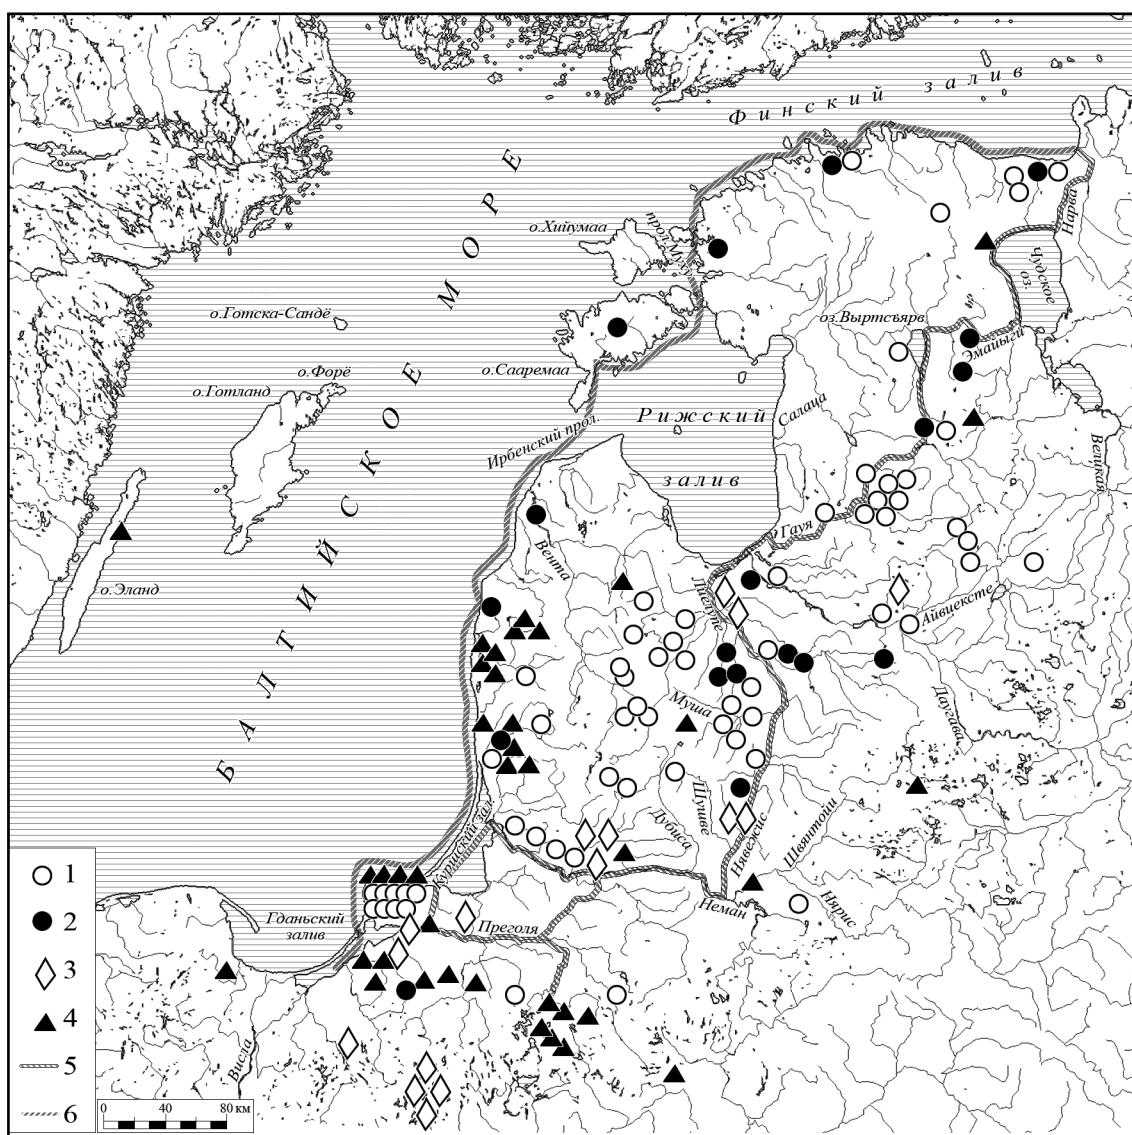 Финский залив
БАЛТИЙСКОЕ МОРЕ
о.Хийумаа
прол.Муху
Нарва
Чудское
оз.
о.Готска-Сандё
оз.Выртсъярв
Эмайыги
о.Форё
о.Сааремаа
о.Готланд
Рижский
залив
Салаца
Ирбенский прол.
Великая
Гауя
Вента
Лиелупе
о.Эланд
Айвиексте
Муша
Даугава
Шушве
Дубиса
Нявежис
Швянтойи
Куршский зал.
Неман
Нярис
Гданьский
залив
Преголя
Висла
1
2
3
4
5
6
0 40 80 км